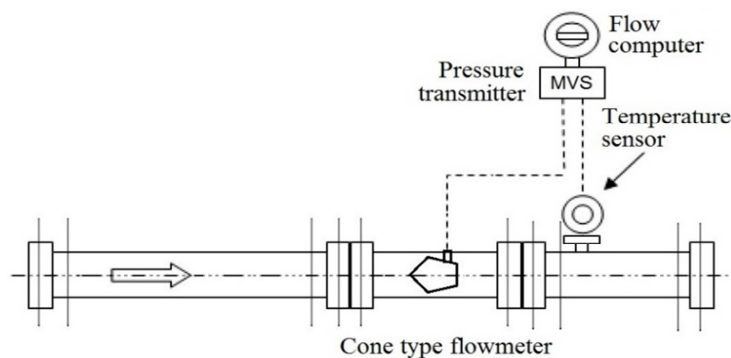 Flow
computer
Pressure
transmitter
MVS
Temperature
sensor
Cone type flowmeter